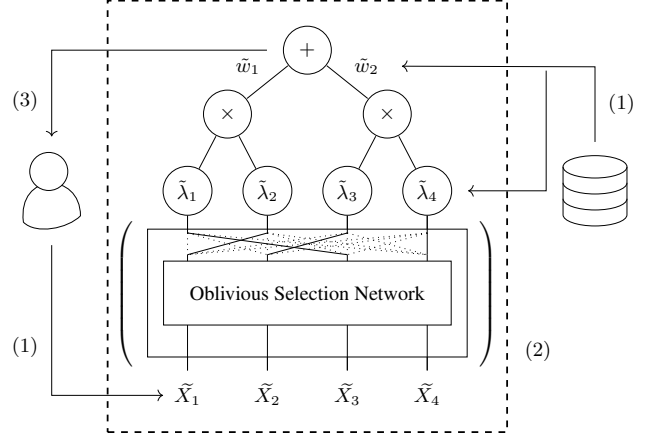 +
w̃₁ w̃₂
(3) (1)
× ×
λ̃₁ λ̃₂ λ̃₃ λ̃₄
Oblivious Selection Network
(1) (2)
X̃₁ X̃₂ X̃₃ X̃₄